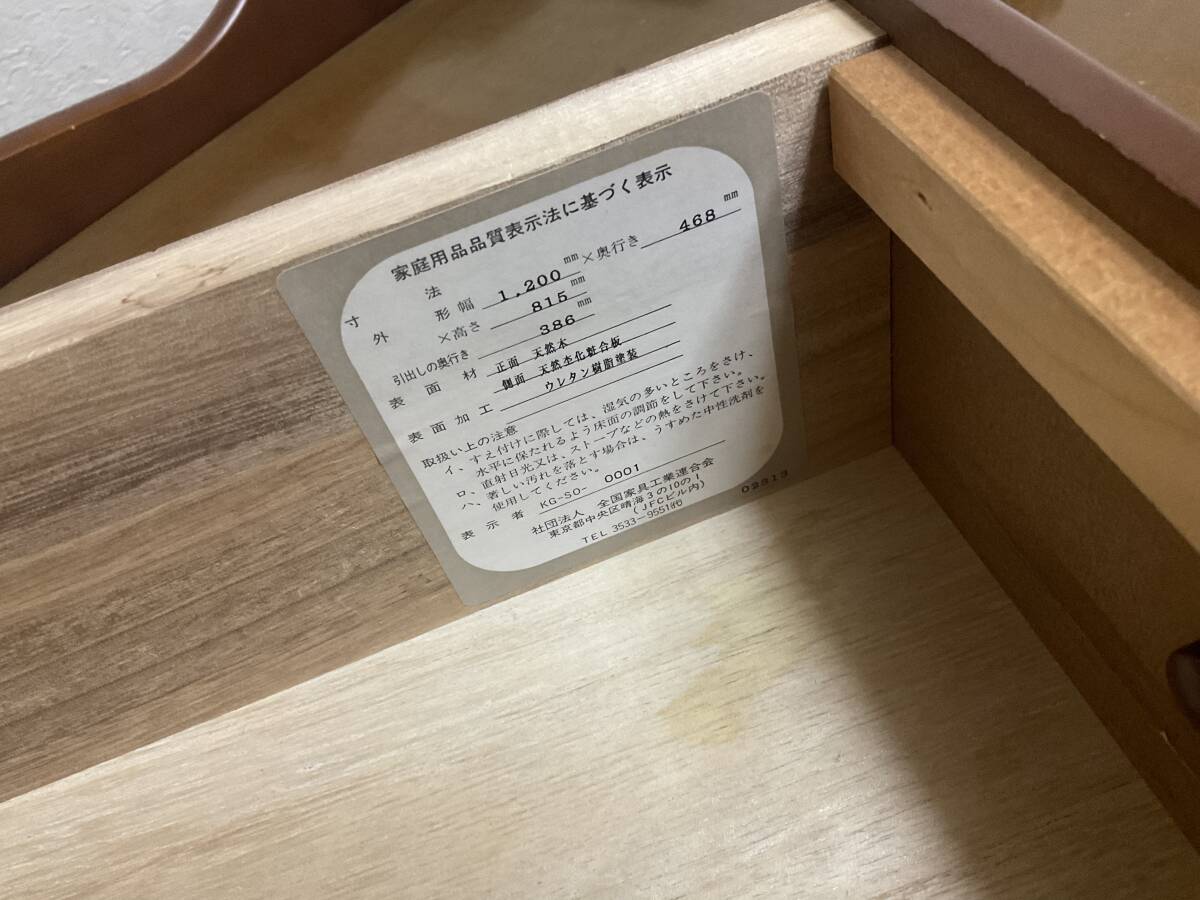 家庭用品品質表示法に基づく表示
寸法
外形幅 1,200 mm ×奥行き 468 mm
×高さ 815 mm
引出しの奥行き 386 mm
表面材 正面 天然木
側面 天然木化粧合板
表面加工 ウレタン樹脂塗装
取扱い上の注意
イ、すえ付けに際しては、湿気の多いところをさけ、
水平に保たれるよう床面の調節をして下さい。
ロ、直射日光又は、ストーブなどの熱をさけて下さい。
ハ、著しい汚れを落とす場合は、うすめた中性洗剤を
使用してください。
表示者 KG-SO- 0001
社団法人 全国家具工業連合会
東京都中央区晴海3の10の1
(JFCビル内)
TEL 3533-9551㈹
02313